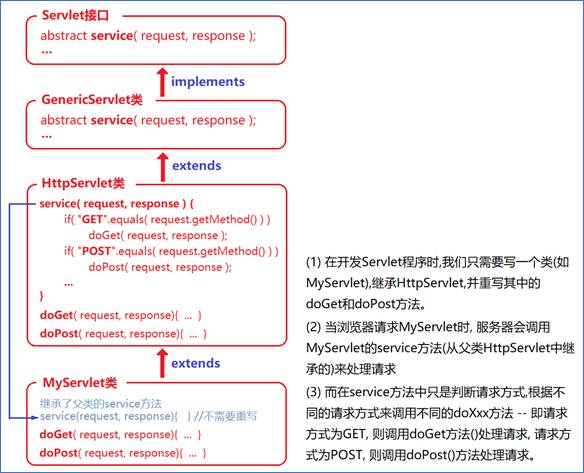 Servlet接口
abstract service( request, response );
...
implements
GenericServlet类
abstract service( request, response );
...
extends
HttpServlet类
service( request, response ) {
if( "GET".equals( request.getMethod() ) )
doGet( request, response );
if( "POST".equals( request.getMethod() ) )
doPost( request, response );
...
}
doGet( request, response){ ... }
doPost( request, response){ ... }
extends
MyServlet类
继承了父类的service方法
service(request, response){ } //不需要重写
doGet( request, response){ ... }
doPost( request, response){ ... }
(1) 在开发Servlet程序时,我们只需要写一个类(如
MyServlet),继承HttpServlet,并重写其中的
doGet和doPost方法。
(2) 当浏览器请求MyServlet时, 服务器会调用
MyServlet的service方法(从父类HttpServlet中继
承的)来处理请求
(3) 而在service方法中只是判断请求方式,根据不
同的请求方式来调用不同的doXxx方法 -- 即请求
方式为GET, 则调用doGet方法()处理请求, 请求方
式为POST, 则调用doPost()方法处理请求。